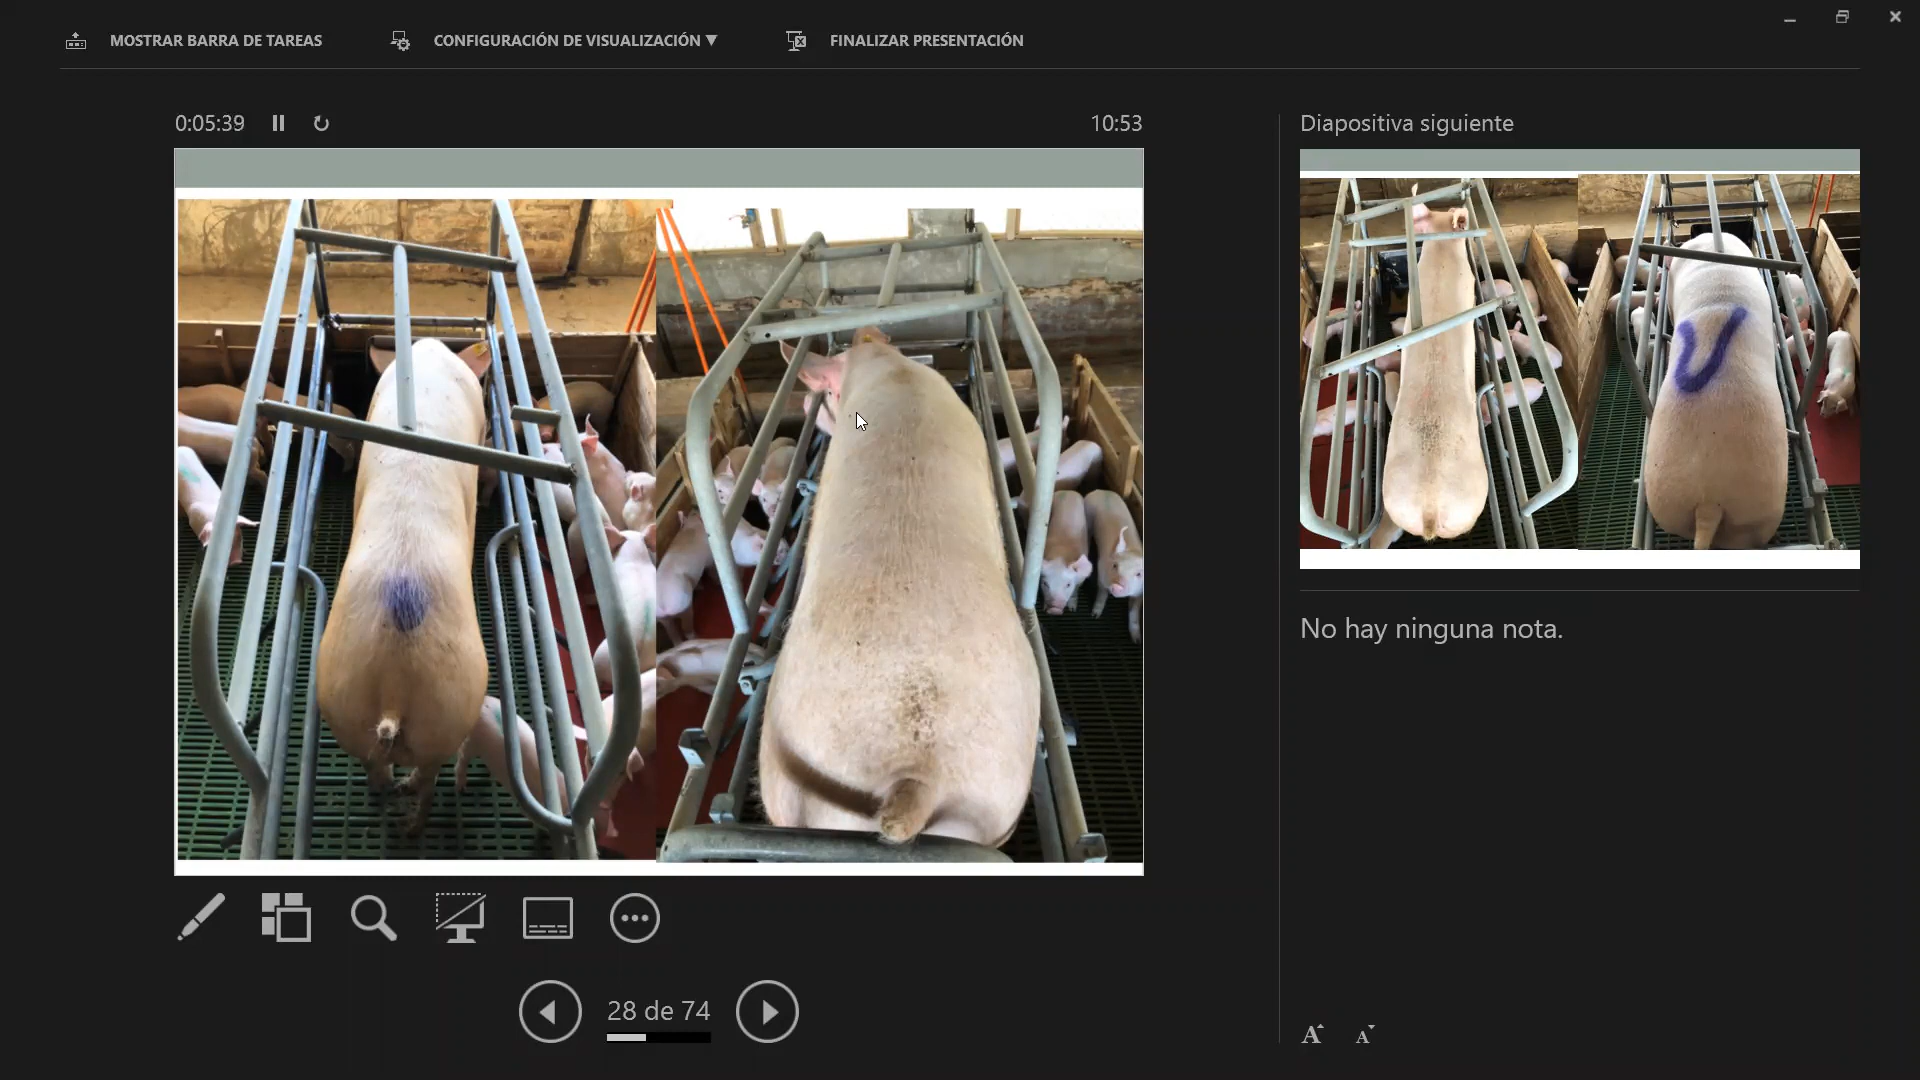 MOSTRAR BARRA DE TAREAS
CONFIGURACIÓN DE VISUALIZACIÓN ▼
FINALIZAR PRESENTACIÓN
0:05:39
10:53
Diapositiva siguiente
No hay ninguna nota.
28 de 74
A A